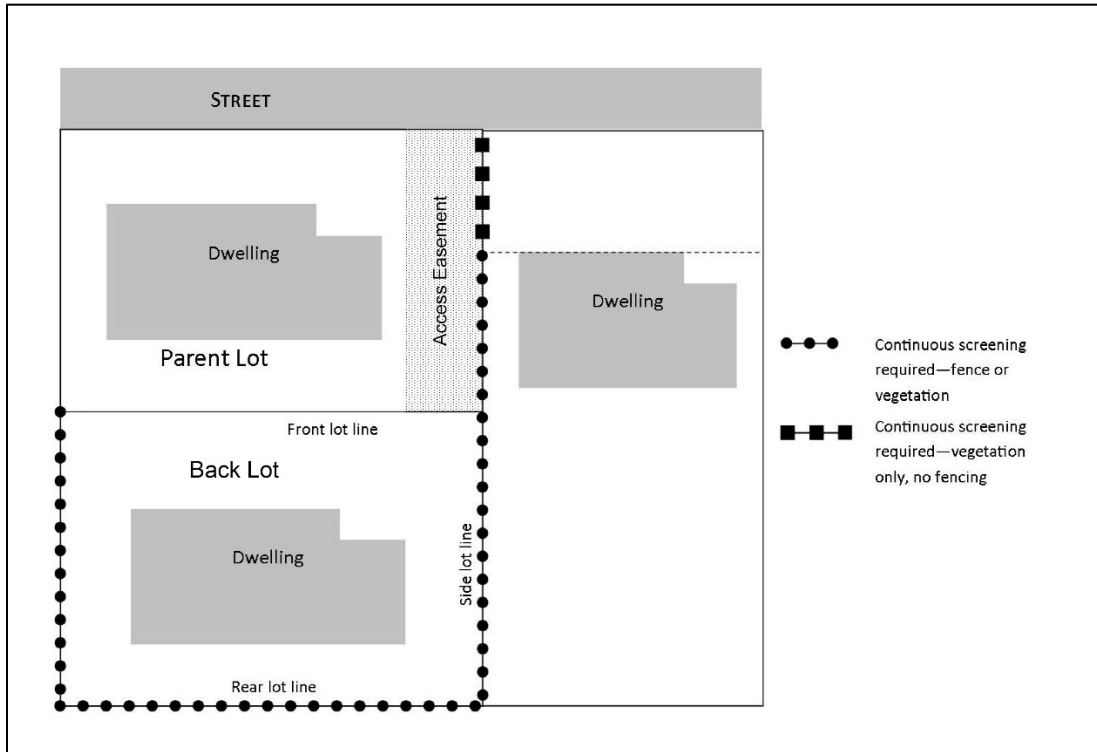 STREET
Access Easement
Dwelling
Dwelling
Parent Lot
Continuous screening
required—fence or
vegetation
Front lot line
Continuous screening
required—vegetation
only, no fencing
Back Lot
Dwelling
Side lot line
Rear lot line